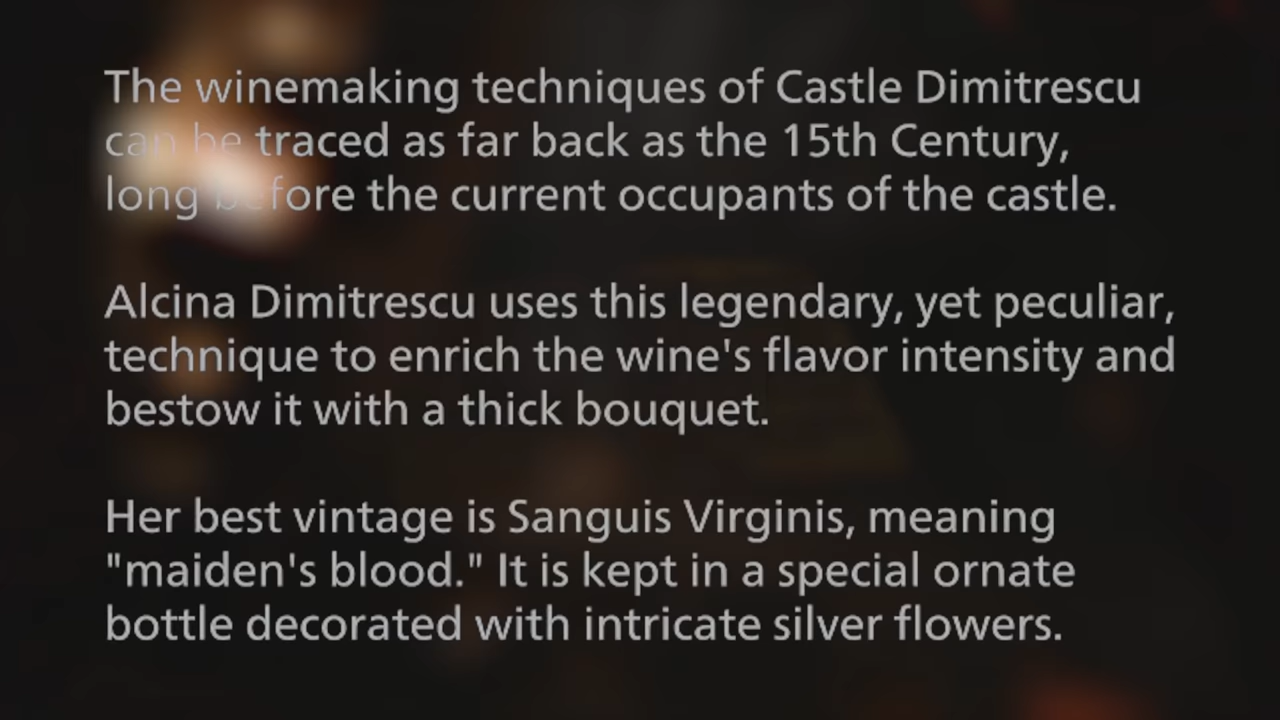 The winemaking techniques of Castle Dimitrescu
can be traced as far back as the 15th Century,
long before the current occupants of the castle.
Alcina Dimitrescu uses this legendary, yet peculiar,
technique to enrich the wine's flavor intensity and
bestow it with a thick bouquet.
Her best vintage is Sanguis Virginis, meaning
"maiden's blood." It is kept in a special ornate
bottle decorated with intricate silver flowers.